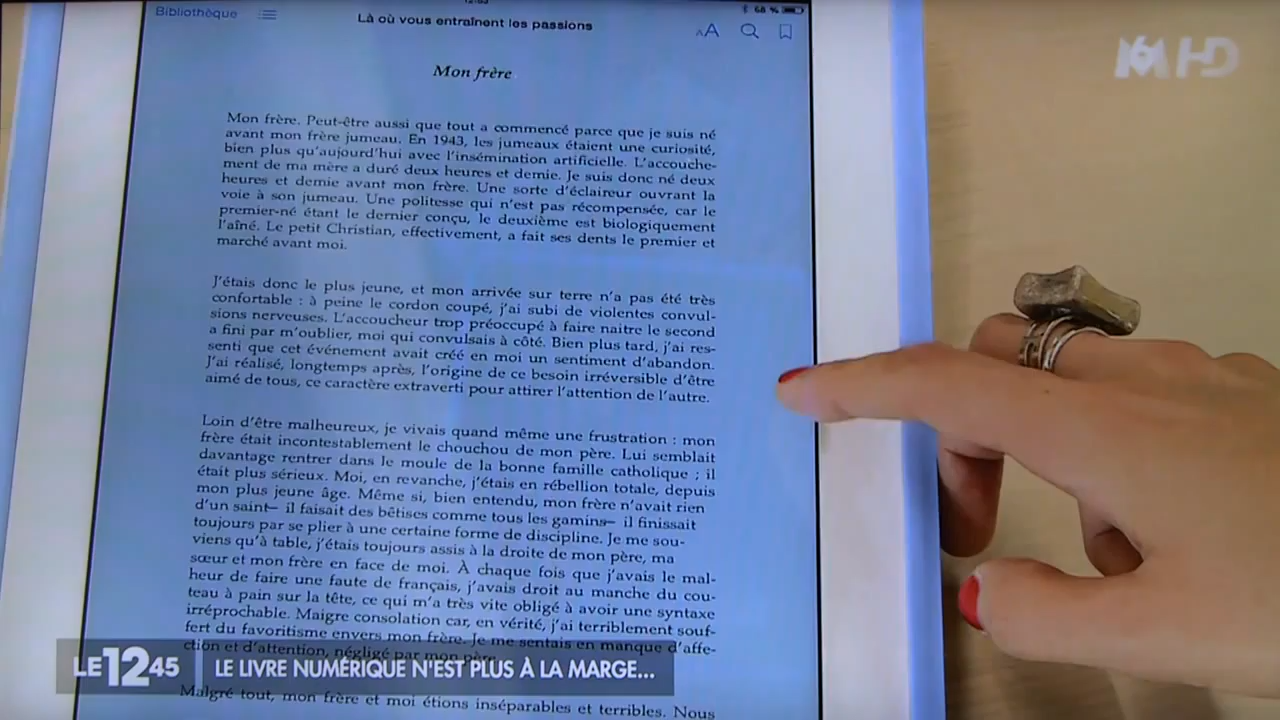 12:35
68 %
Bibliothèque
Là où vous entraînent les passions
AA
M6 HD
Mon frère
Mon frère. Peut-être aussi que tout a commencé parce que je suis né
avant mon frère jumeau. En 1943, les jumeaux étaient une curiosité,
bien plus qu'aujourd'hui avec l'insémination artificielle. L'accouche-
ment de ma mère a duré deux heures et demie. Je suis donc né deux
heures et demie avant mon frère. Une sorte d'éclaireur ouvrant la
voie à son jumeau. Une politesse qui n'est pas récompensée, car le
premier-né étant le dernier conçu, le deuxième est biologiquement
l'aîné. Le petit Christian, effectivement, a fait ses dents le premier et
marché avant moi.
J'étais donc le plus jeune, et mon arrivée sur terre n'a pas été très
confortable : à peine le cordon coupé, j'ai subi de violentes convul-
sions nerveuses. L'accoucheur trop préoccupé à faire naitre le second
a fini par m'oublier, moi qui convulsais à côté. Bien plus tard, j'ai res-
senti que cet événement avait créé en moi un sentiment d'abandon.
J'ai réalisé, longtemps après, l'origine de ce besoin irréversible d'être
aimé de tous, ce caractère extraverti pour attirer l'attention de l'autre.
Loin d'être malheureux, je vivais quand même une frustration : mon
frère était incontestablement le chouchou de mon père. Lui semblait
davantage rentrer dans le moule de la bonne famille catholique ; il
était plus sérieux. Moi, en revanche, j'étais en rébellion totale, depuis
mon plus jeune âge. Même si, bien entendu, mon frère n'avait rien
d'un saint– il faisait des bêtises comme tous les gamins– il finissait
toujours par se plier à une certaine forme de discipline. Je me sou-
viens qu'à table, j'étais toujours assis à la droite de mon père, ma
sœur et mon frère en face de moi. À chaque fois que j'avais le mal-
heur de faire une faute de français, j'avais droit au manche du cou-
teau à pain sur la tête, ce qui m'a très vite obligé à avoir une syntaxe
irréprochable. Maigre consolation car, en vérité, j'ai terriblement souf-
fert du favoritisme envers mon frère. Je me sentais en manque d'affe-
ction et d'attention, négligé par mon père.
LE 12 45 LE LIVRE NUMÉRIQUE N'EST PLUS À LA MARGE...
Malgré tout, mon frère et moi étions inséparables et terribles. Nous